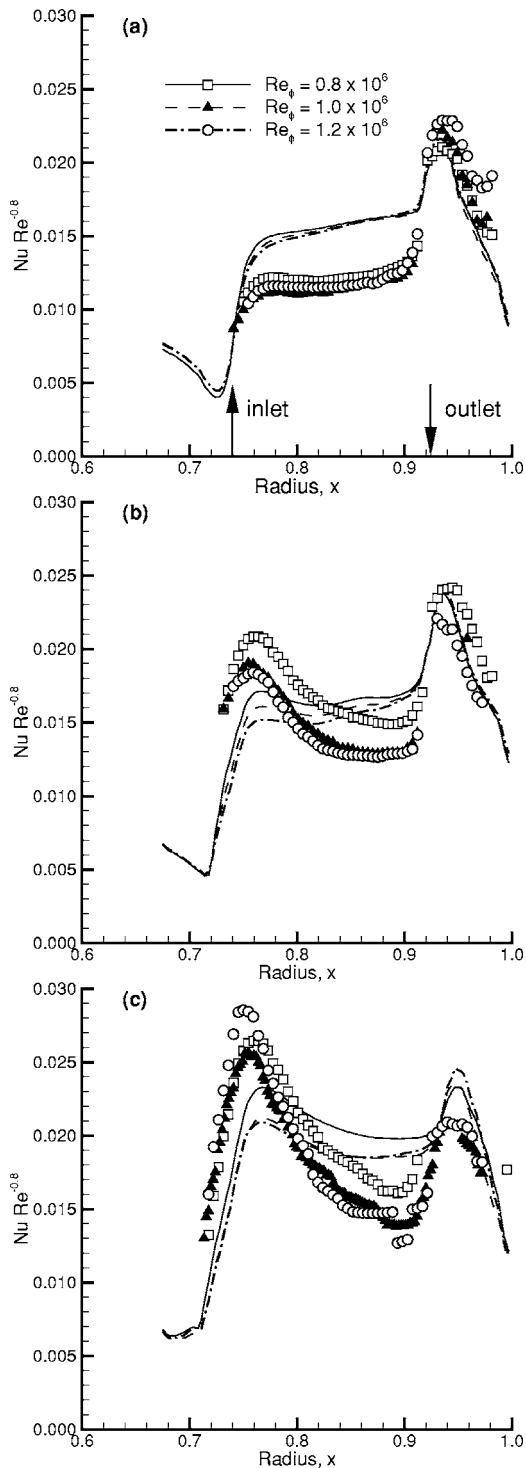 0.030
(a)
Re_ϕ = 0.8 x 10^6
0.025
Re_ϕ = 1.0 x 10^6
Re_ϕ = 1.2 x 10^6
0.020
Nu Re^-0.8
0.015
0.010
0.005
inlet
outlet
0.000
0.6 0.7 0.8 0.9 1.0
Radius, x
0.030
(b)
0.025
0.020
Nu Re^-0.8
0.015
0.010
0.005
0.000
0.6 0.7 0.8 0.9 1.0
Radius, x
0.030
(c)
0.025
0.020
Nu Re^-0.8
0.015
0.010
0.005
0.000
0.6 0.7 0.8 0.9 1.0
Radius, x